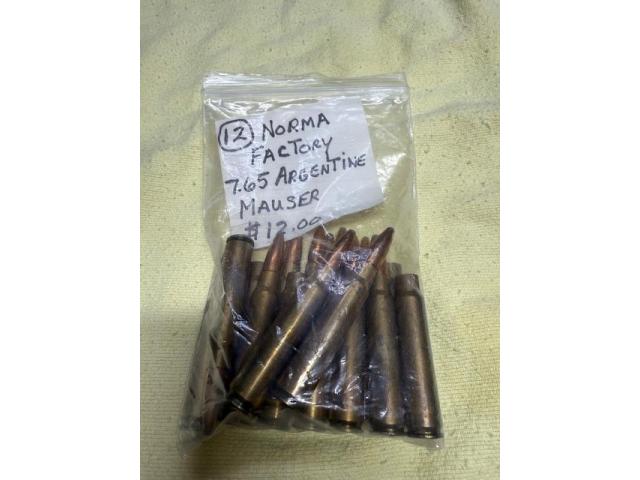 12 NORMA
FACTORY
7.65 ARGENTINE
MAUSER
$12.00